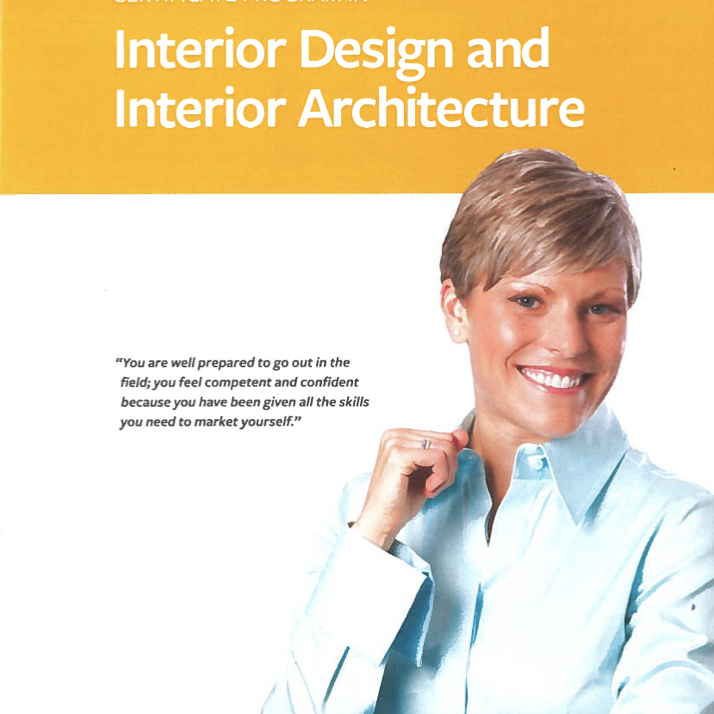 Interior Design and
Interior Architecture
“You are well prepared to go out in the
field; you feel competent and confident
because you have been given all the skills
you need to market yourself.”